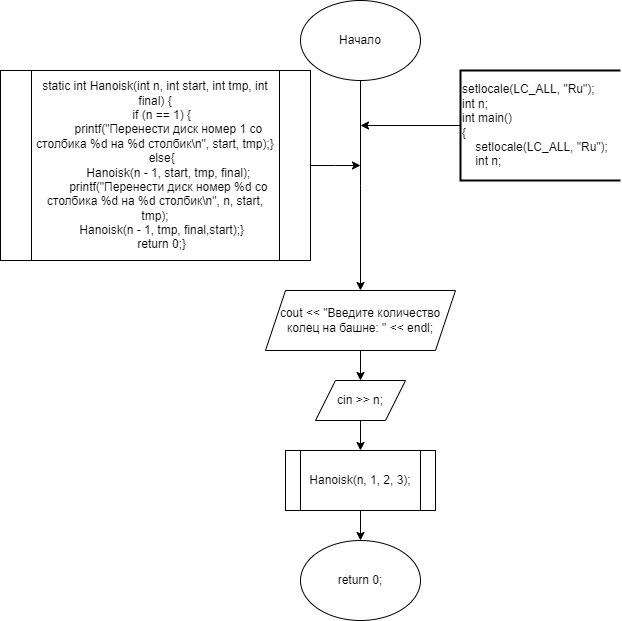 Начало
static int Hanoisk(int n, int start, int tmp, int
final) {
if (n == 1) {
printf("Перенести диск номер 1 со
столбика %d на %d столбик\n", start, tmp);}
else{
Hanoisk(n - 1, start, tmp, final);
printf("Перенести диск номер %d со
столбика %d на %d столбик\n", n, start,
tmp);
Hanoisk(n - 1, tmp, final,start);}
return 0;}
setlocale(LC_ALL, "Ru");
int n;
int main()
{
setlocale(LC_ALL, "Ru");
int n;
cout << "Введите количество
колец на башне: " << endl;
cin >> n;
Hanoisk(n, 1, 2, 3);
return 0;